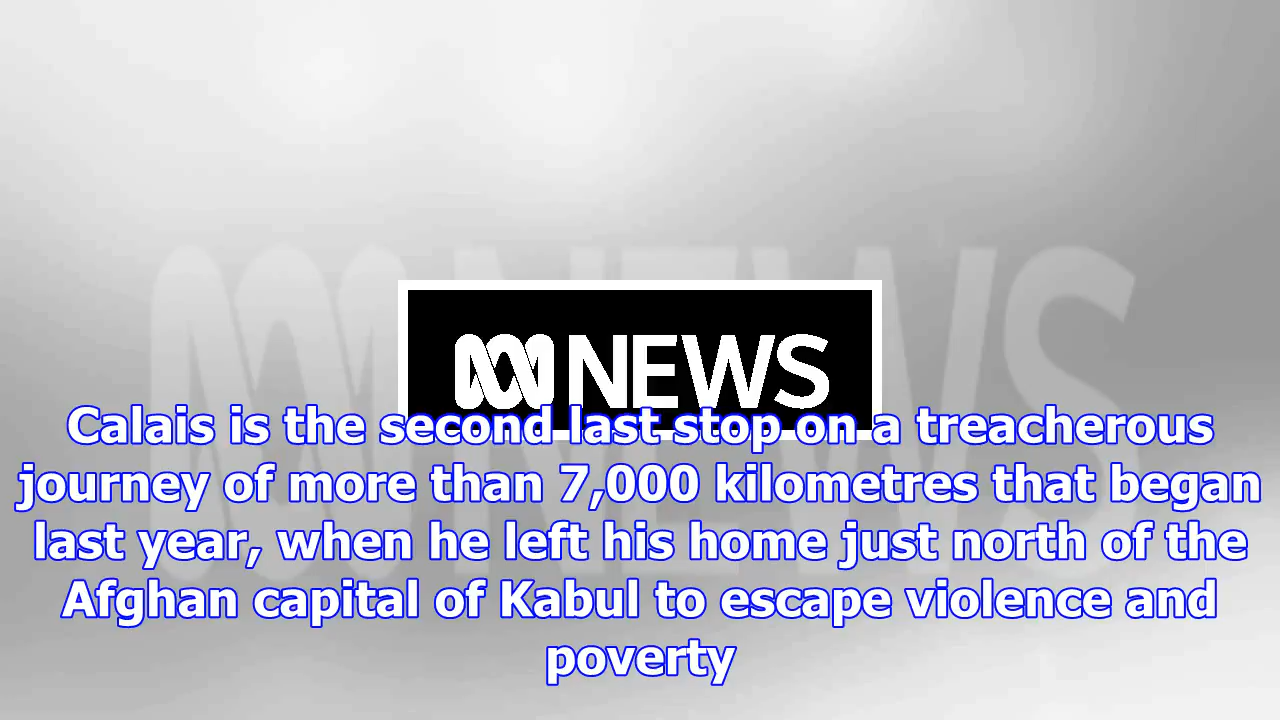 NEWS
NEWS
Calais is the second last stop on a treacherous
journey of more than 7,000 kilometres that began
last year, when he left his home just north of the
Afghan capital of Kabul to escape violence and
poverty